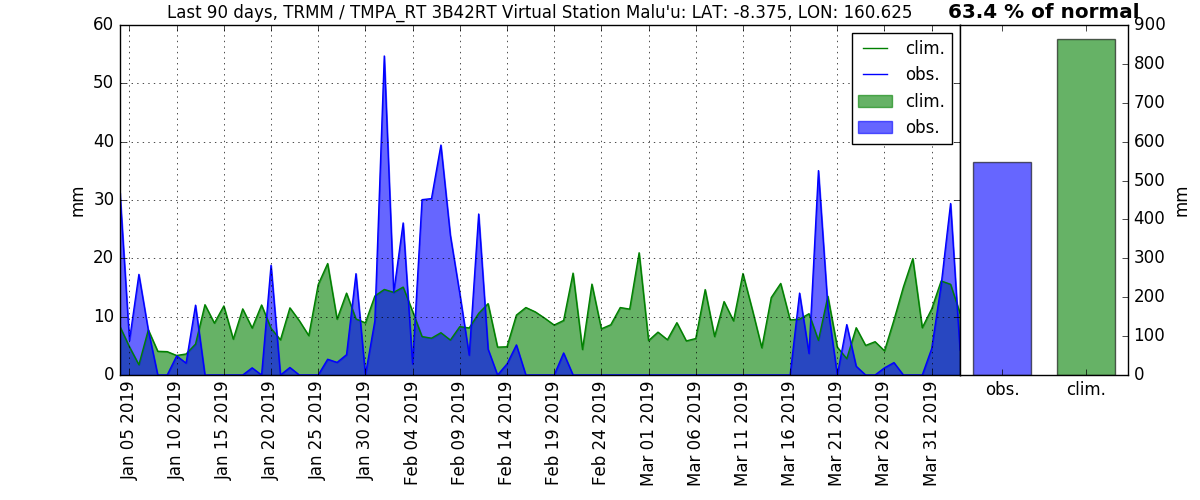 Last 90 days, TRMM / TMPA_RT 3B42RT Virtual Station Malu'u: LAT: -8.375, LON: 160.625
63.4 % of normal
mm
60
50
40
30
20
10
0
clim.
obs.
clim.
obs.
900
800
700
600
500
400
300
200
100
0
mm
Jan 05 2019
Jan 10 2019
Jan 15 2019
Jan 20 2019
Jan 25 2019
Jan 30 2019
Feb 04 2019
Feb 09 2019
Feb 14 2019
Feb 19 2019
Feb 24 2019
Mar 01 2019
Mar 06 2019
Mar 11 2019
Mar 16 2019
Mar 21 2019
Mar 26 2019
Mar 31 2019
obs.
clim.